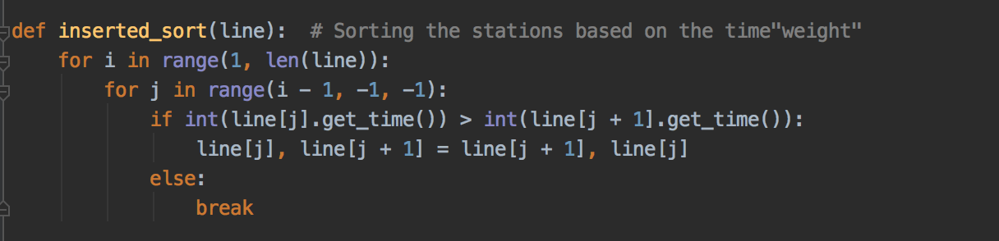 def inserted_sort(line):  # Sorting the stations based on the time"weight"
    for i in range(1, len(line)):
        for j in range(i - 1, -1, -1):
            if int(line[j].get_time()) > int(line[j + 1].get_time()):
                line[j], line[j + 1] = line[j + 1], line[j]
            else:
                break